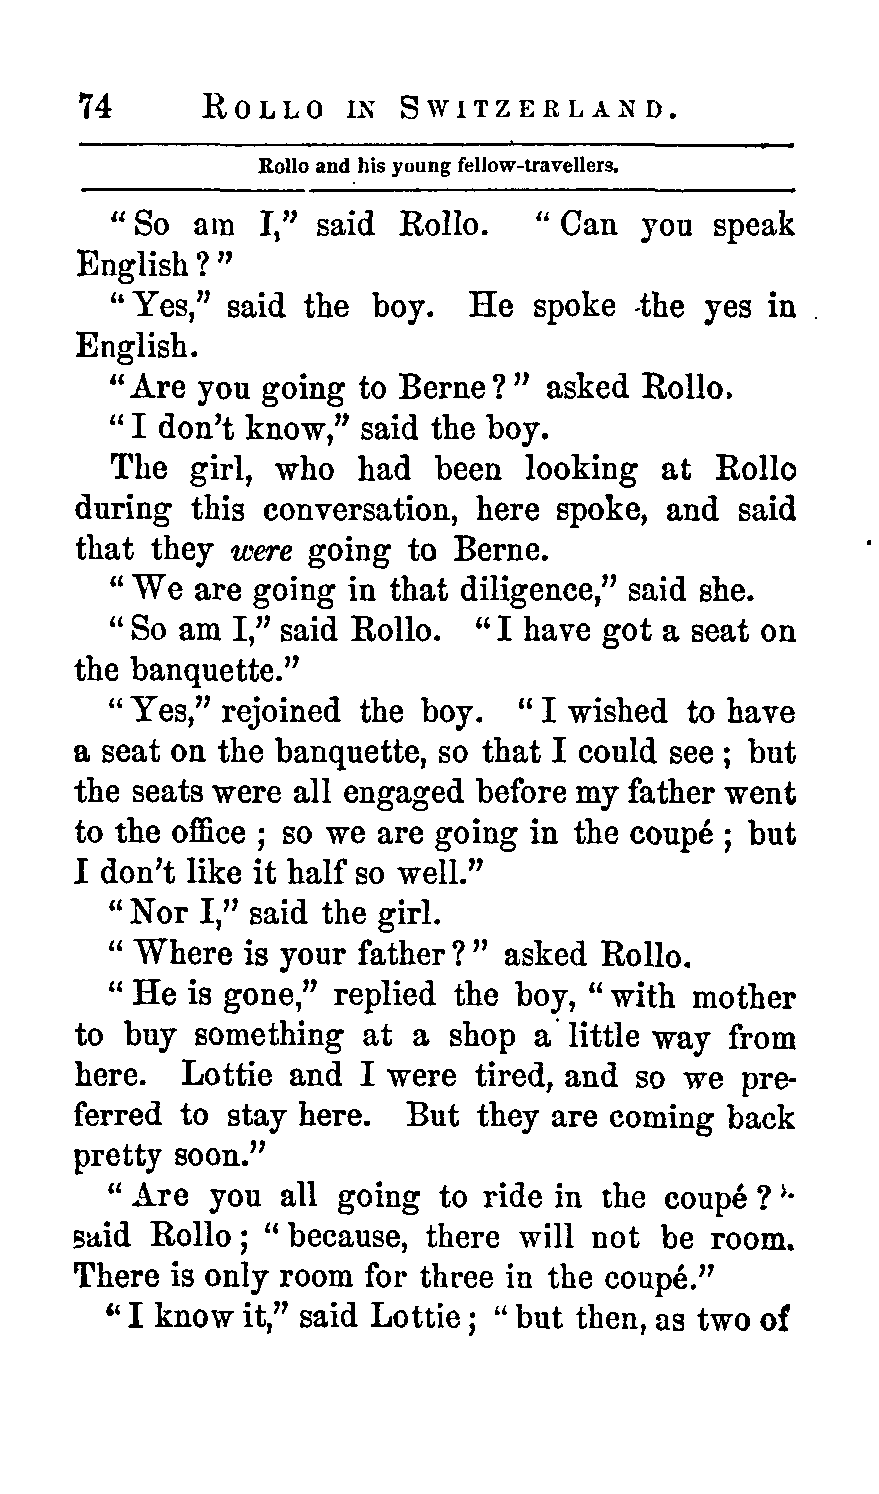 74 ROLLO IN SWITZERLAND.
Rollo and his young fellow-travellers.
"So am I," said Rollo. "Can you speak
English?"
"Yes," said the boy. He spoke the yes in
English.
"Are you going to Berne?" asked Rollo.
"I don't know," said the boy.
The girl, who had been looking at Rollo
during this conversation, here spoke, and said
that they were going to Berne.
"We are going in that diligence," said she.
"So am I," said Rollo. "I have got a seat on
the banquette."
"Yes," rejoined the boy. "I wished to have
a seat on the banquette, so that I could see; but
the seats were all engaged before my father went
to the office; so we are going in the coupé; but
I don't like it half so well."
"Nor I," said the girl.
"Where is your father?" asked Rollo.
"He is gone," replied the boy, "with mother
to buy something at a shop a little way from
here. Lottie and I were tired, and so we pre-
ferred to stay here. But they are coming back
pretty soon."
"Are you all going to ride in the coupé?"
said Rollo; "because, there will not be room.
There is only room for three in the coupé."
"I know it," said Lottie; "but then, as two of